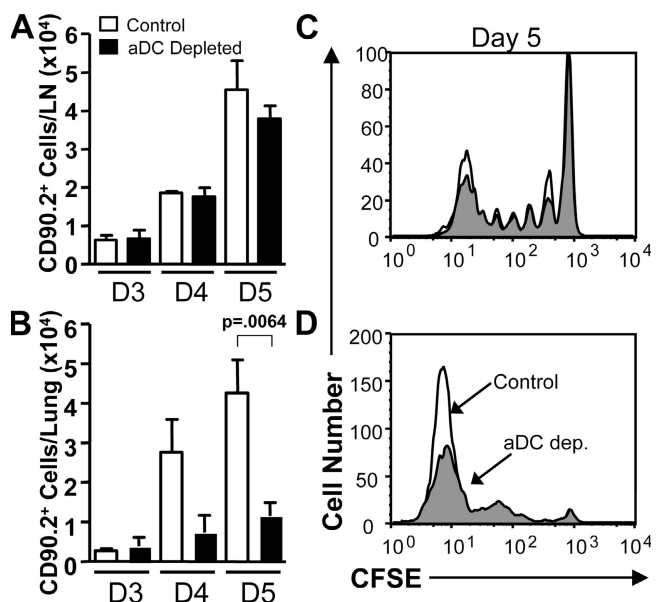 A
Control
aDC Depleted
CD90.2⁺ Cells/LN (x10⁴)
6
5
4
3
2
1
0
D3 D4 D5
B
CD90.2⁺ Cells/Lung (x10⁴)
6
5
4
3
2
1
0
p=.0064
D3 D4 D5
C
Day 5
100
80
60
40
20
0
10⁰ 10¹ 10² 10³ 10⁴
D
Cell Number
200
150
100
50
0
Control
aDC dep.
10⁰ 10¹ 10² 10³ 10⁴
CFSE